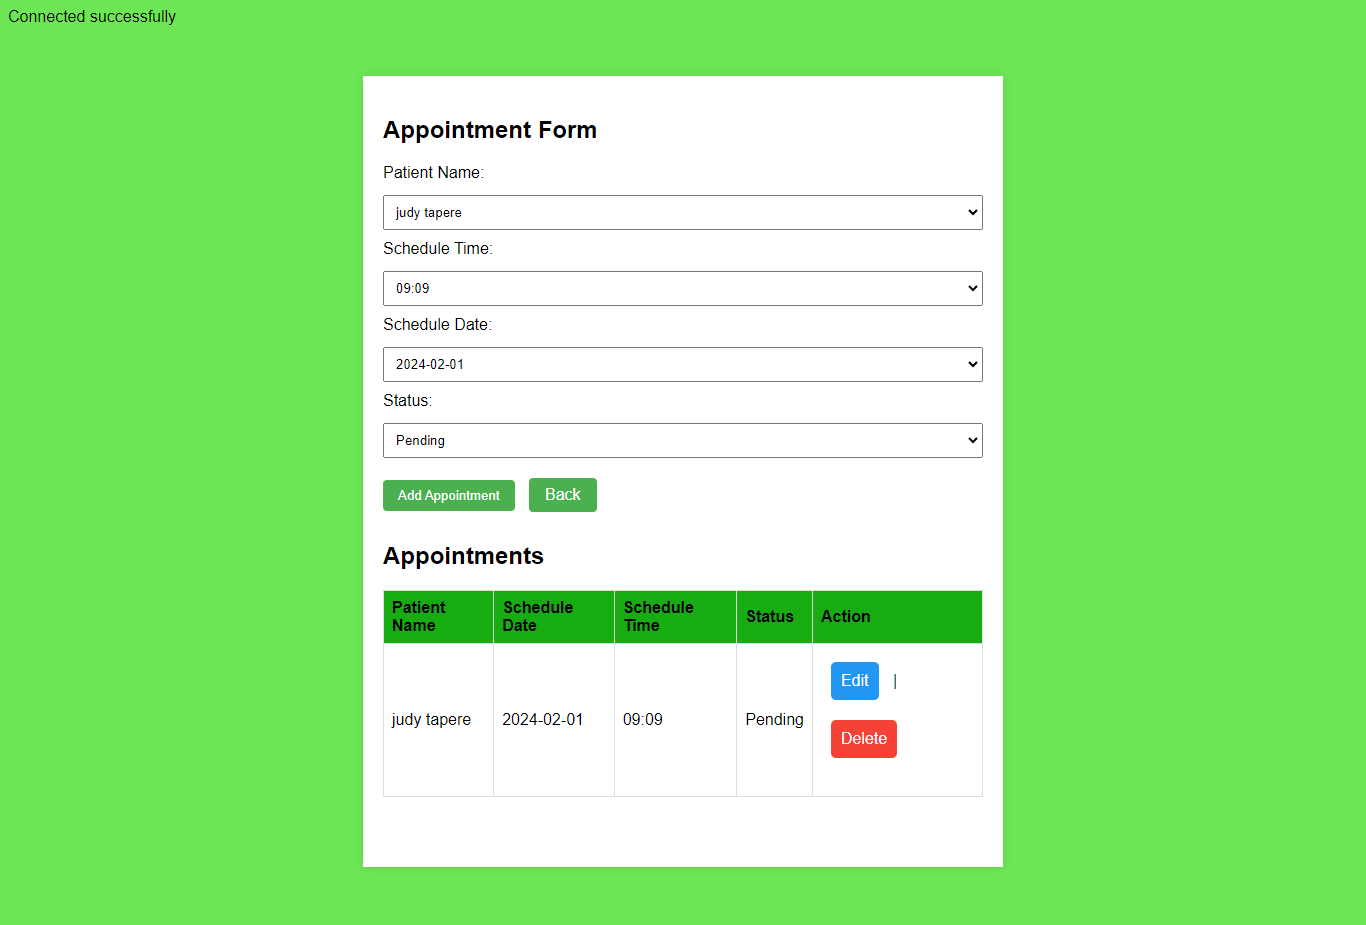 Connected successfully
Appointment Form
Patient Name:
judy tapere
Schedule Time:
09:09
Schedule Date:
2024-02-01
Status:
Pending
Add Appointment Back
Appointments
Patient Name Schedule Date Schedule Time Status Action
judy tapere 2024-02-01 09:09 Pending Edit |
Delete